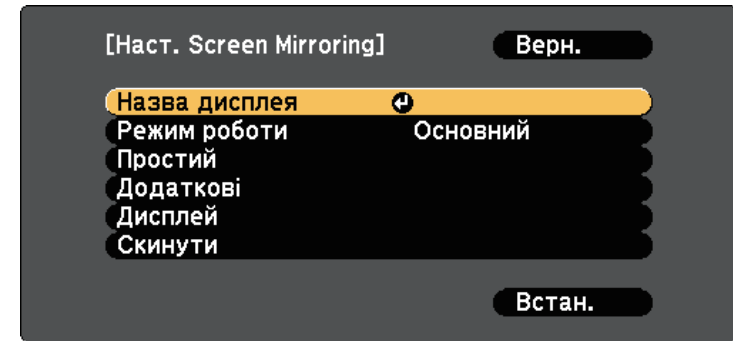 [Наст. Screen Mirroring] Верн.
Назва дисплея
Режим роботи Основний
Простий
Додаткові
Дисплей
Скинути
Встан.